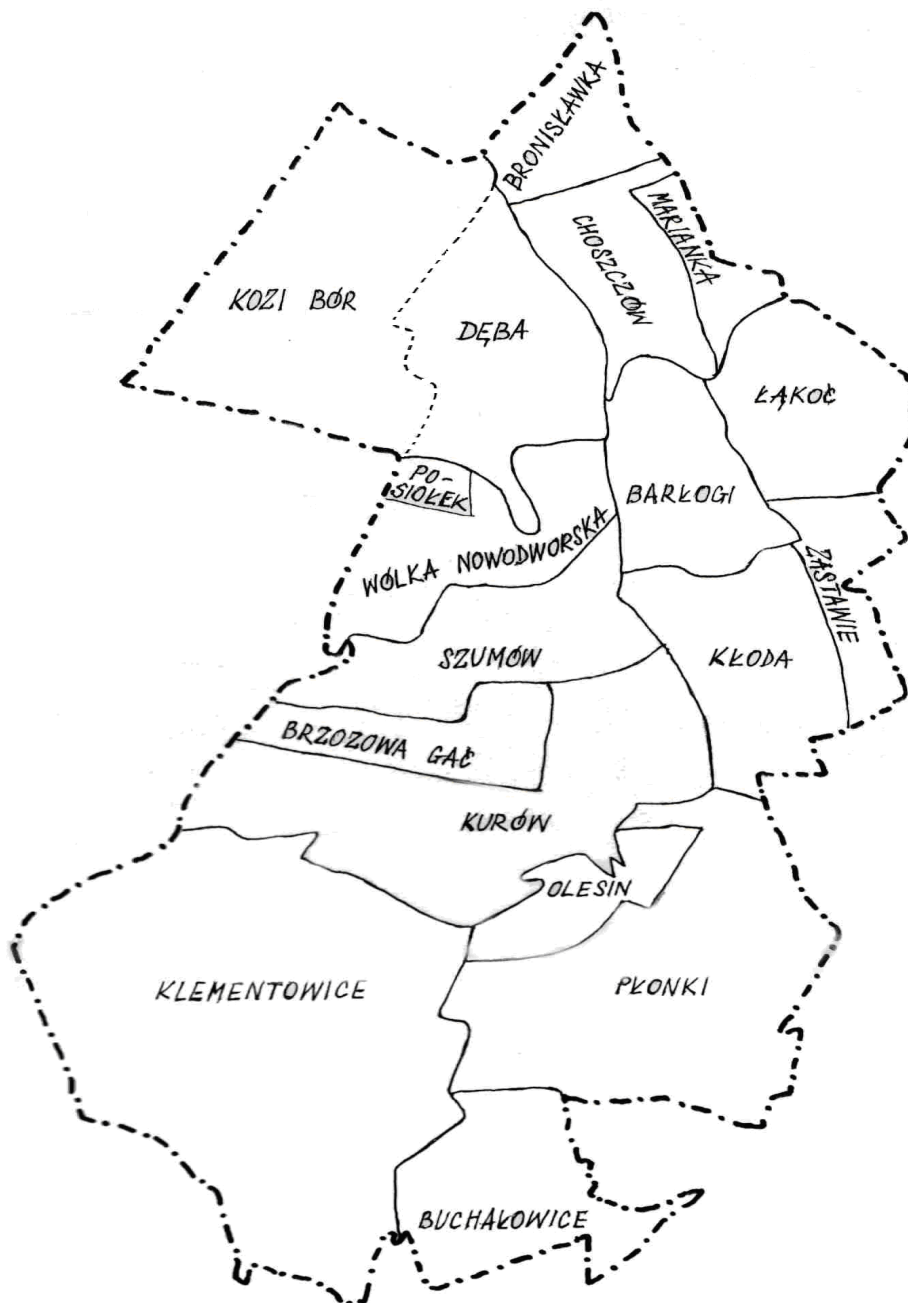 BRONISŁAWKA
MARIANKA
CHOSZCZÓW
KOZI BÓR
DĘBA
ŁĄKOĆ
PO-
SIOŁEK
BARŁOGI
WÓLKA NOWODWORSKA
ZASTAWIE
SZUMÓW
KŁODA
BRZOZOWA GAĆ
KURÓW
OLESIN
KLEMENTOWICE
PŁONKI
BUCHAŁOWICE